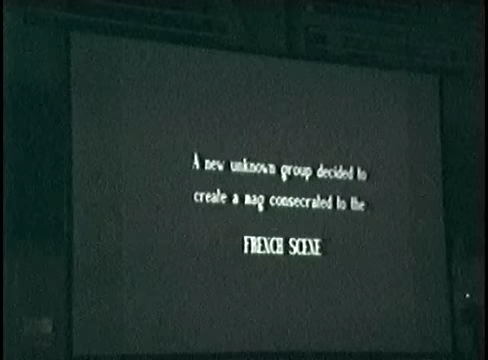 A new unknown group decided to
create a mag consecrated to the
FRENCH SCENE